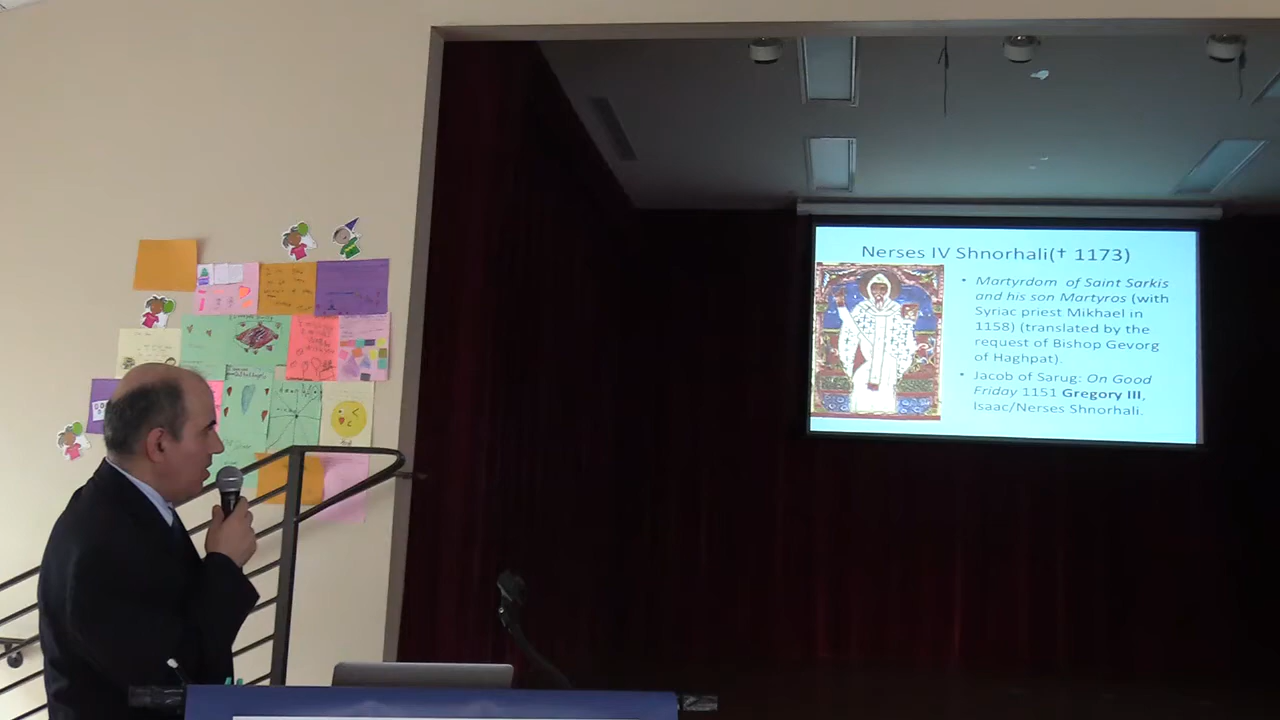 Nerses IV Shnorhali(† 1173)
• Martyrdom of Saint Sarkis
and his son Martyros (with
Syriac priest Mikhael in
1158) (translated by the
request of Bishop Gevorg
of Haghpat).
• Jacob of Sarug: On Good
Friday 1151 Gregory III,
Isaac/Nerses Shnorhali.